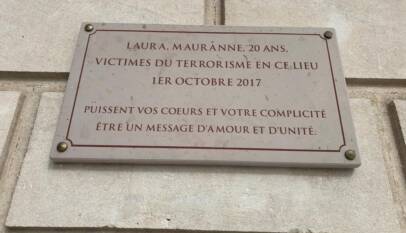 LAURA, MAURANNE, 20 ANS,
VICTIMES DU TERRORISME EN CE LIEU
1ER OCTOBRE 2017
PUISSENT VOS COEURS ET VOTRE COMPLICITÉ
ÊTRE UN MESSAGE D'AMOUR ET D'UNITÉ.